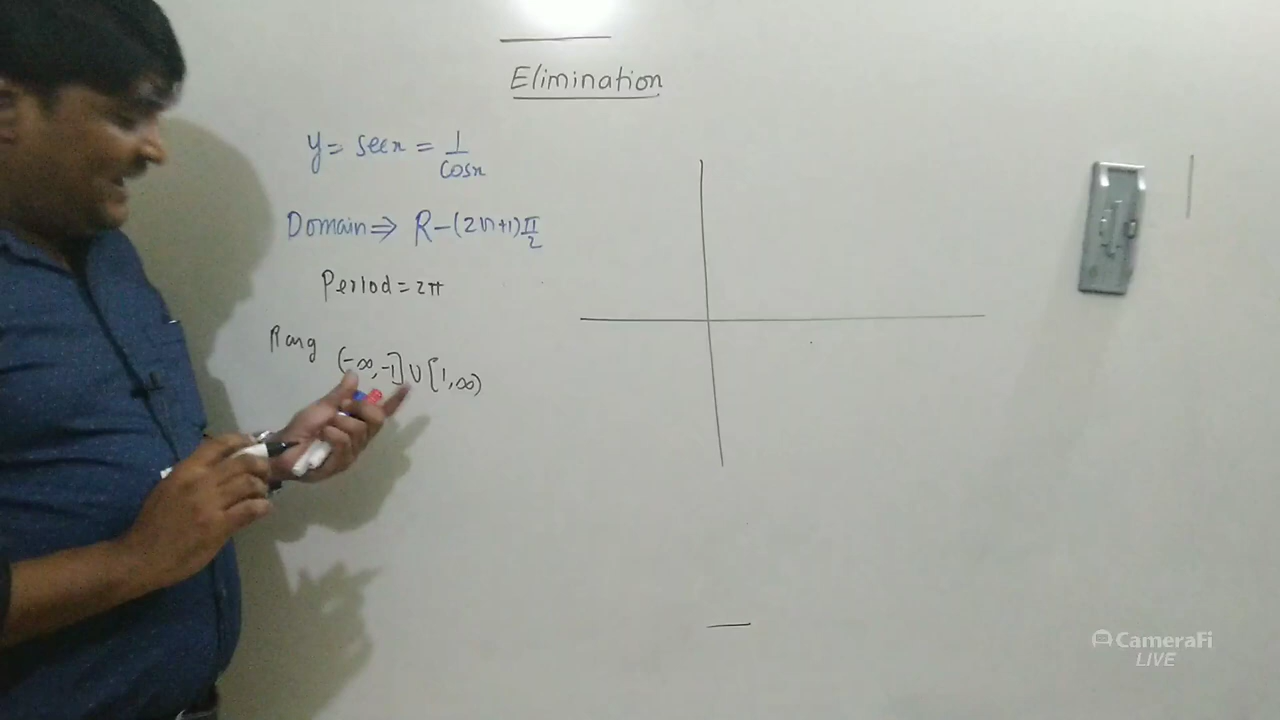 Elimination
y = secx = 1/cosx
Domain ⇒ R-(2n+1)π/2
Period = 2π
Rang
(-∞,-1]∪[1,∞)
CameraFi
LIVE